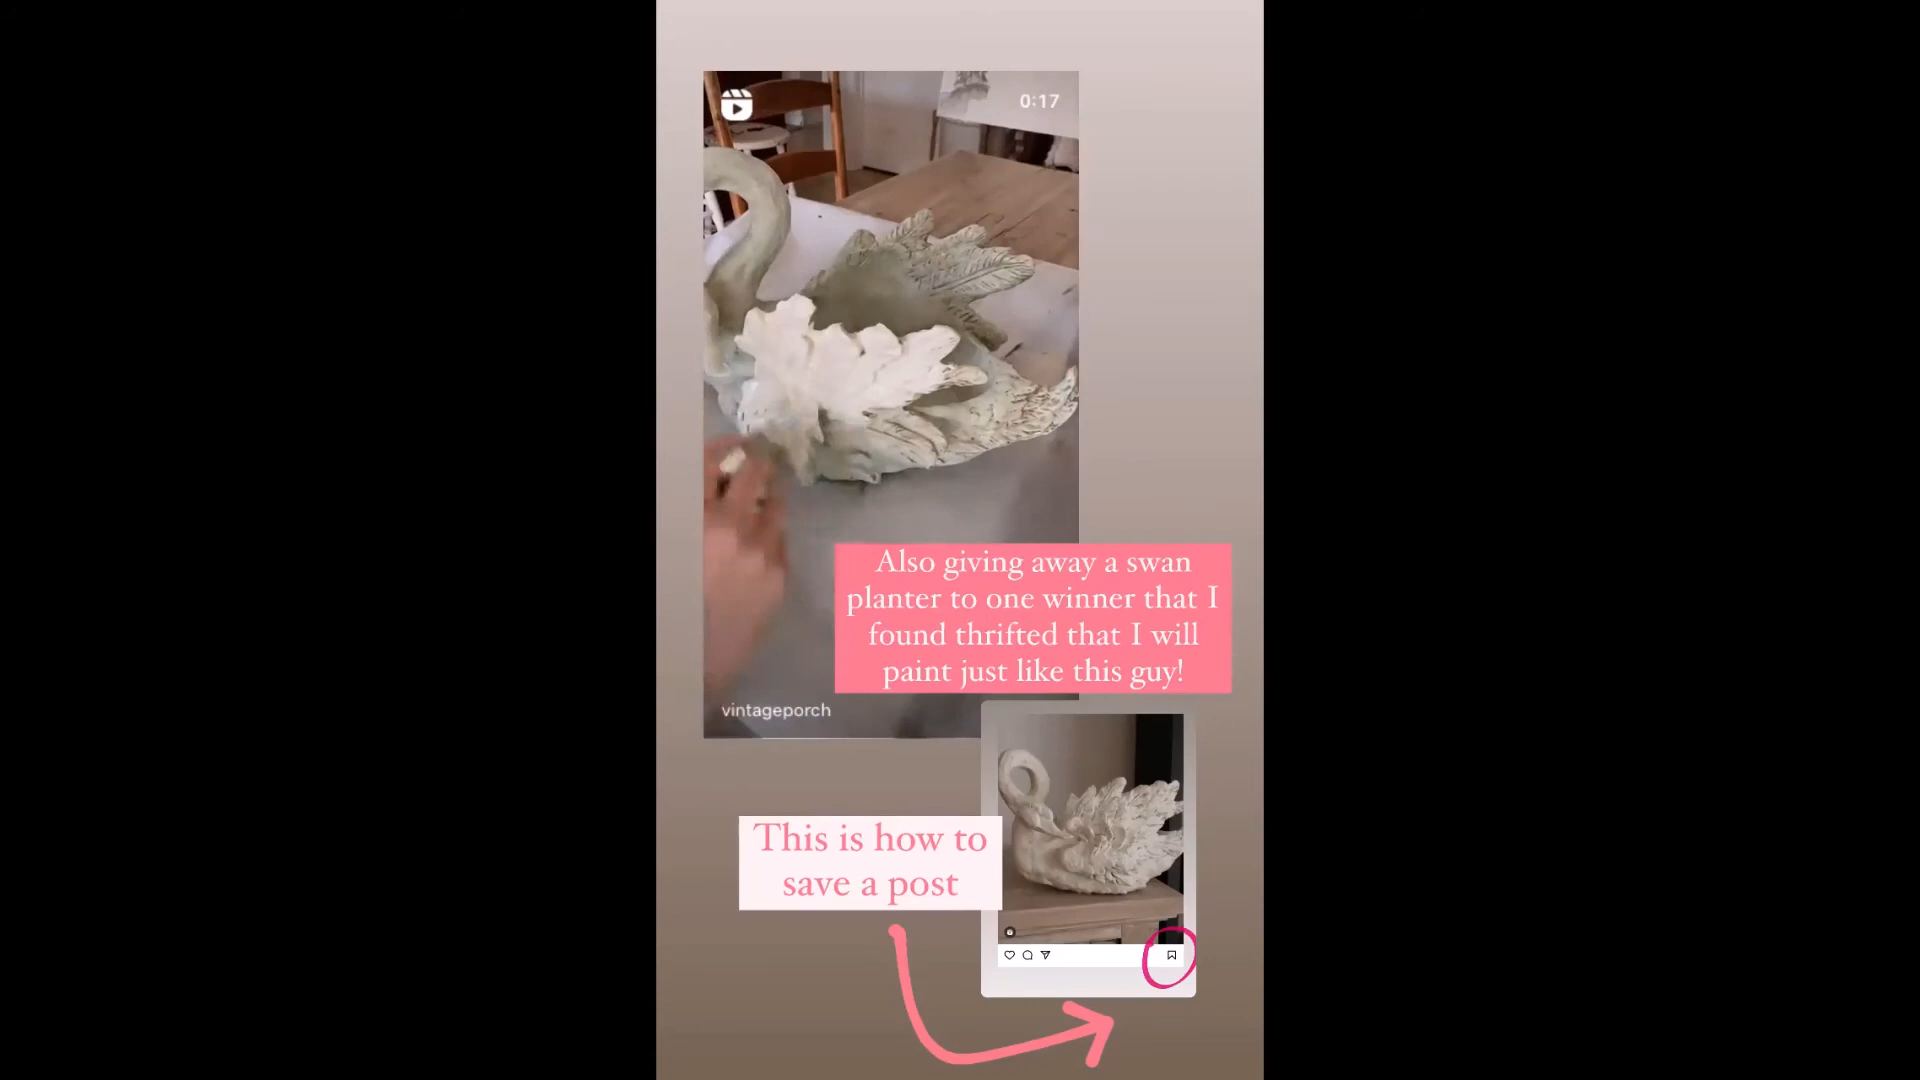 0:17
Also giving away a swan
planter to one winner that I
found thrifted that I will
paint just like this guy!
vintageporch
This is how to
save a post